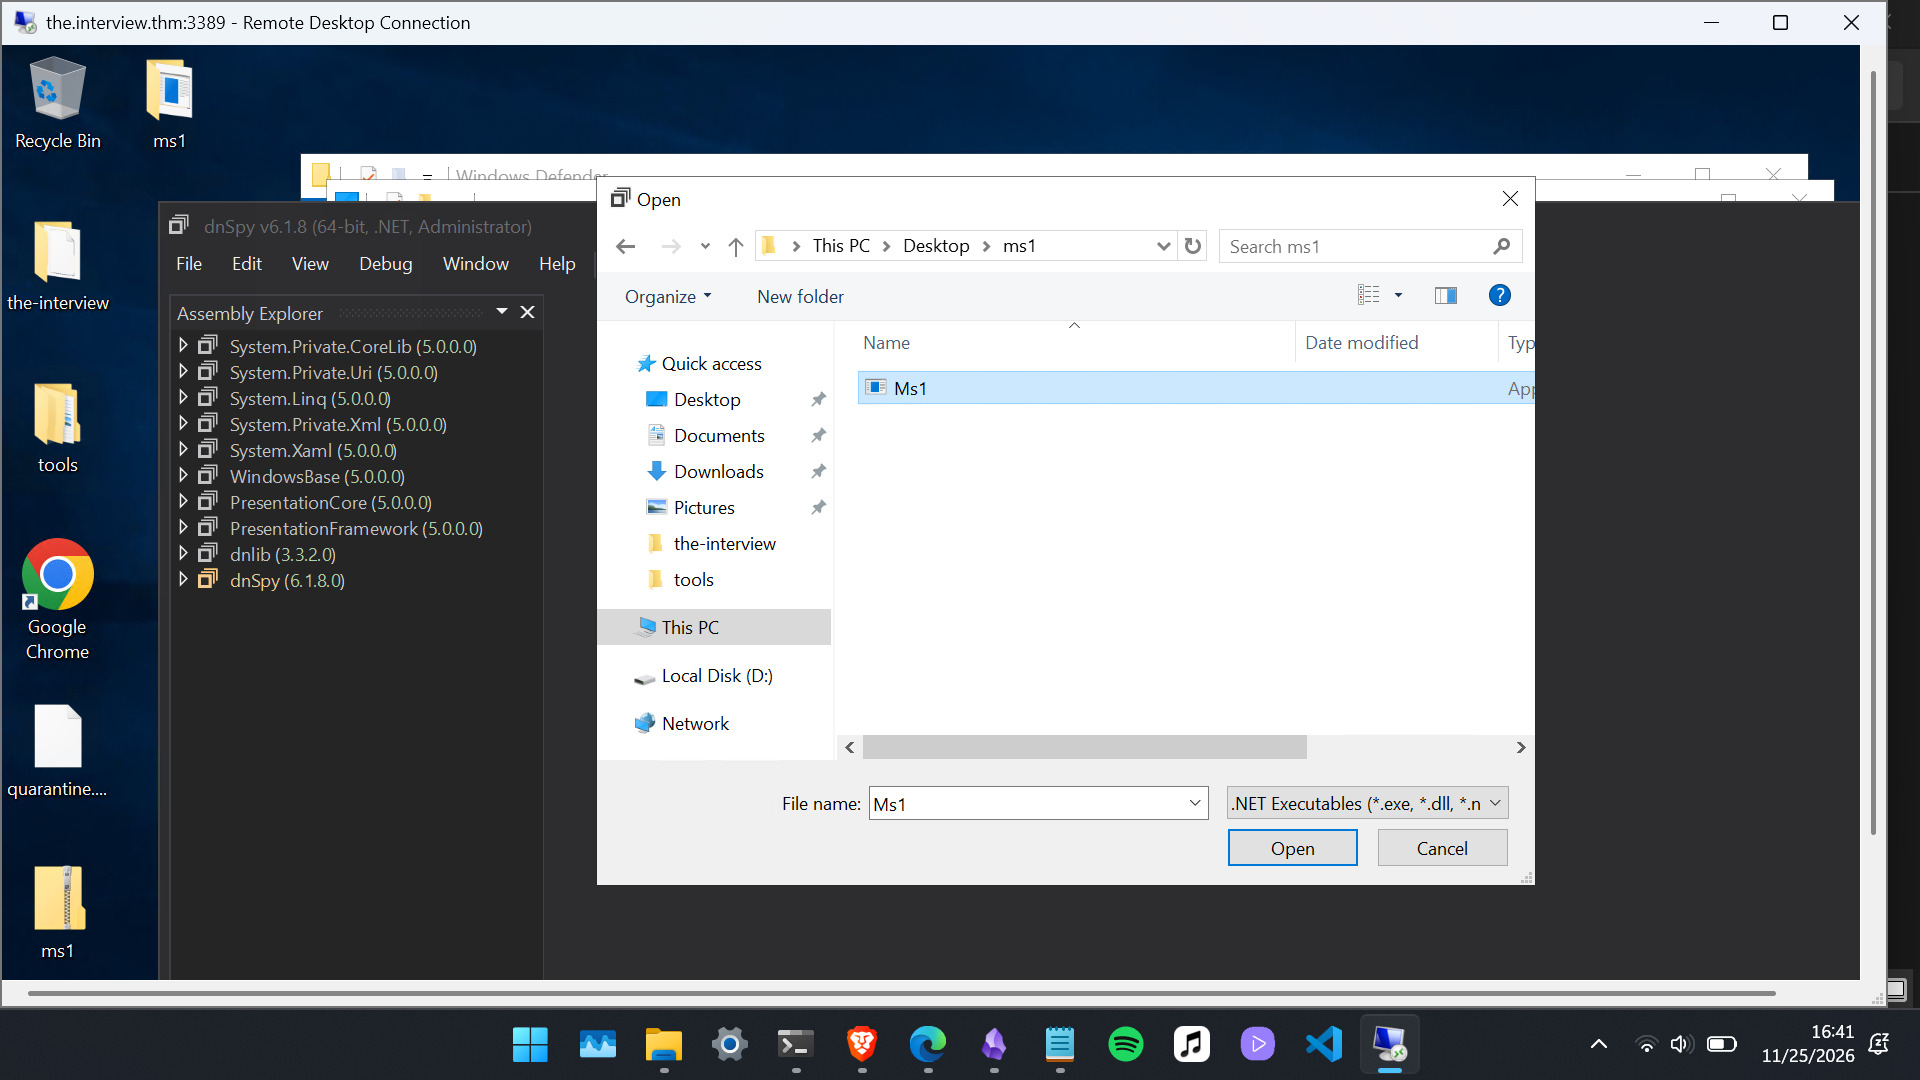 the.interview.thm:3389 - Remote Desktop Connection
Recycle Bin
ms1
the-interview
tools
Google
Chrome
quarantine....
ms1
Windows Defender
dnSpy v6.1.8 (64-bit, .NET, Administrator)
File Edit View Debug Window Help
Assembly Explorer
System.Private.CoreLib (5.0.0.0)
System.Private.Uri (5.0.0.0)
System.Linq (5.0.0.0)
System.Private.Xml (5.0.0.0)
System.Xaml (5.0.0.0)
WindowsBase (5.0.0.0)
PresentationCore (5.0.0.0)
PresentationFramework (5.0.0.0)
dnlib (3.3.2.0)
dnSpy (6.1.8.0)
Open
This PC > Desktop > ms1
Search ms1
Organize New folder
?
Quick access
Desktop
Documents
Downloads
Pictures
the-interview
tools
This PC
Local Disk (D:)
Network
Name Date modified Typ
Ms1 App
File name: Ms1 .NET Executables (*.exe, *.dll, *.n
Open Cancel
16:41
11/25/2026